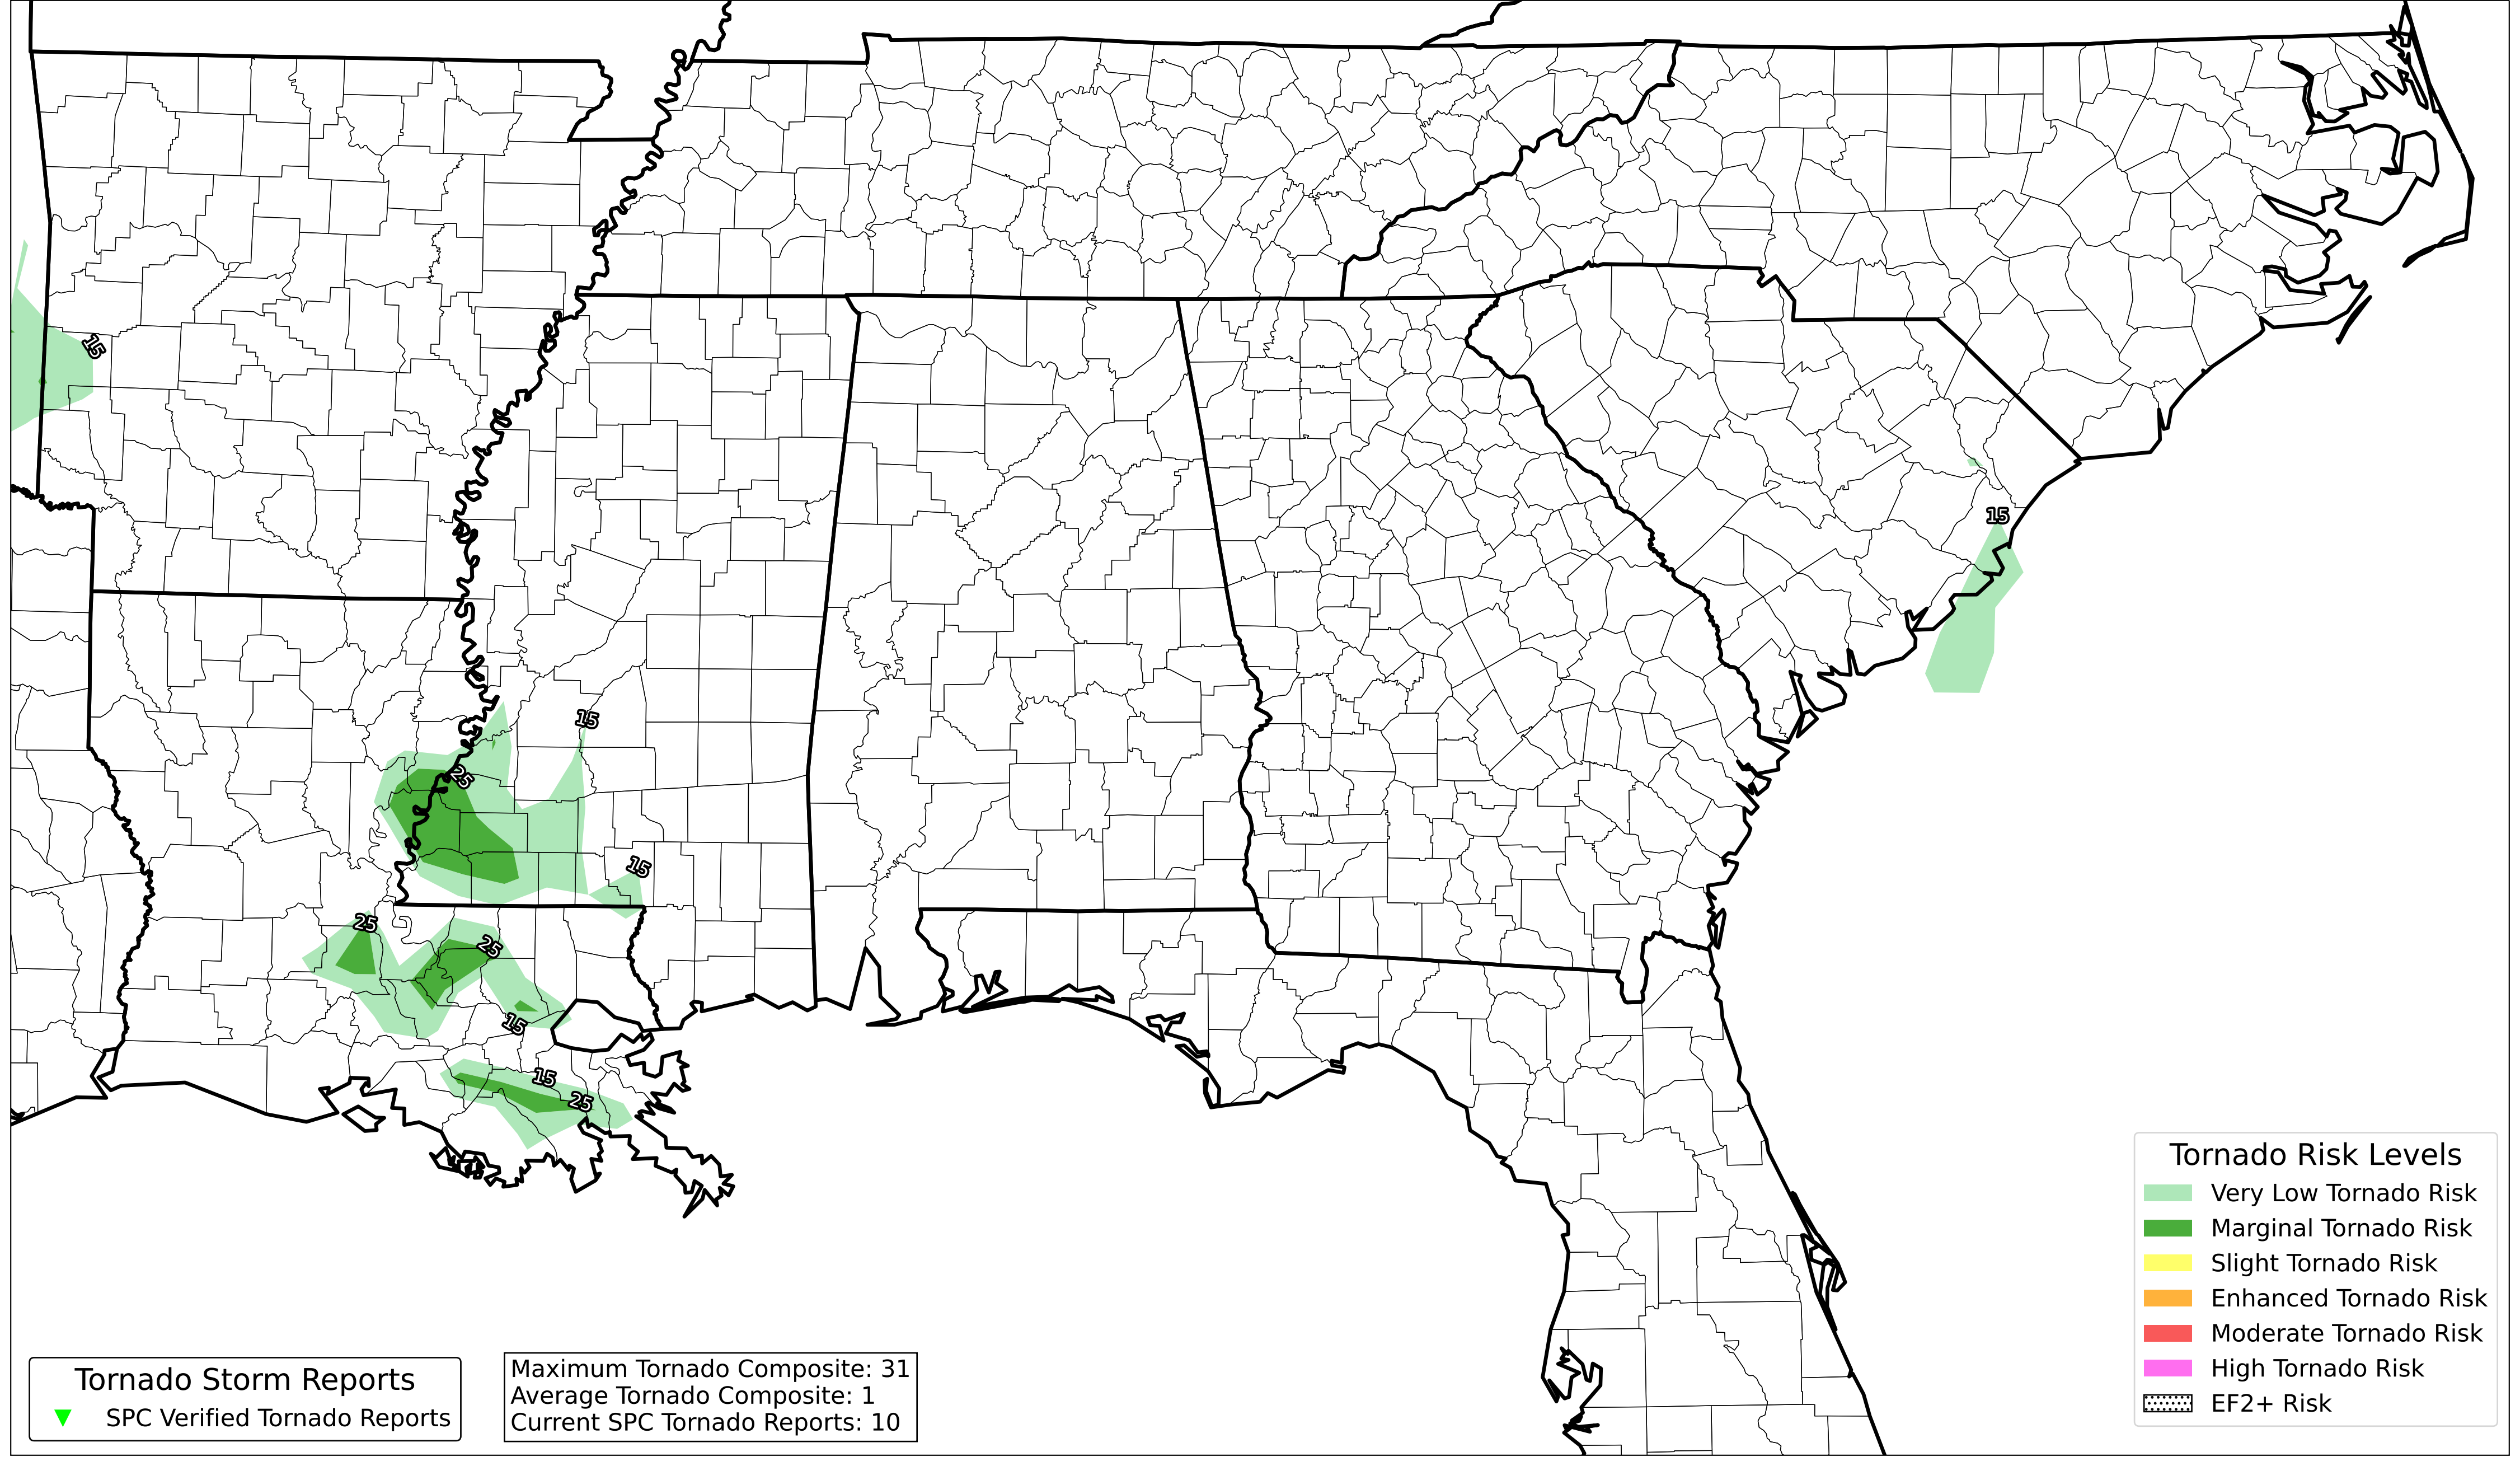 15
15
15
25
15
25
25
15
15
25
Tornado Risk Levels
Very Low Tornado Risk
Marginal Tornado Risk
Slight Tornado Risk
Enhanced Tornado Risk
Moderate Tornado Risk
High Tornado Risk
EF2+ Risk
Tornado Storm Reports
SPC Verified Tornado Reports
Maximum Tornado Composite: 31
Average Tornado Composite: 1
Current SPC Tornado Reports: 10